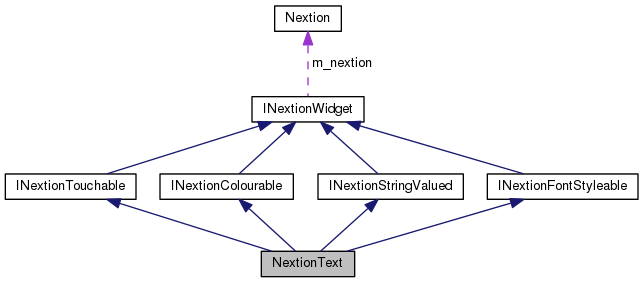 Nextion
m_nextion
INextionWidget
INextionTouchable
INextionColourable
INextionStringValued
INextionFontStyleable
NextionText